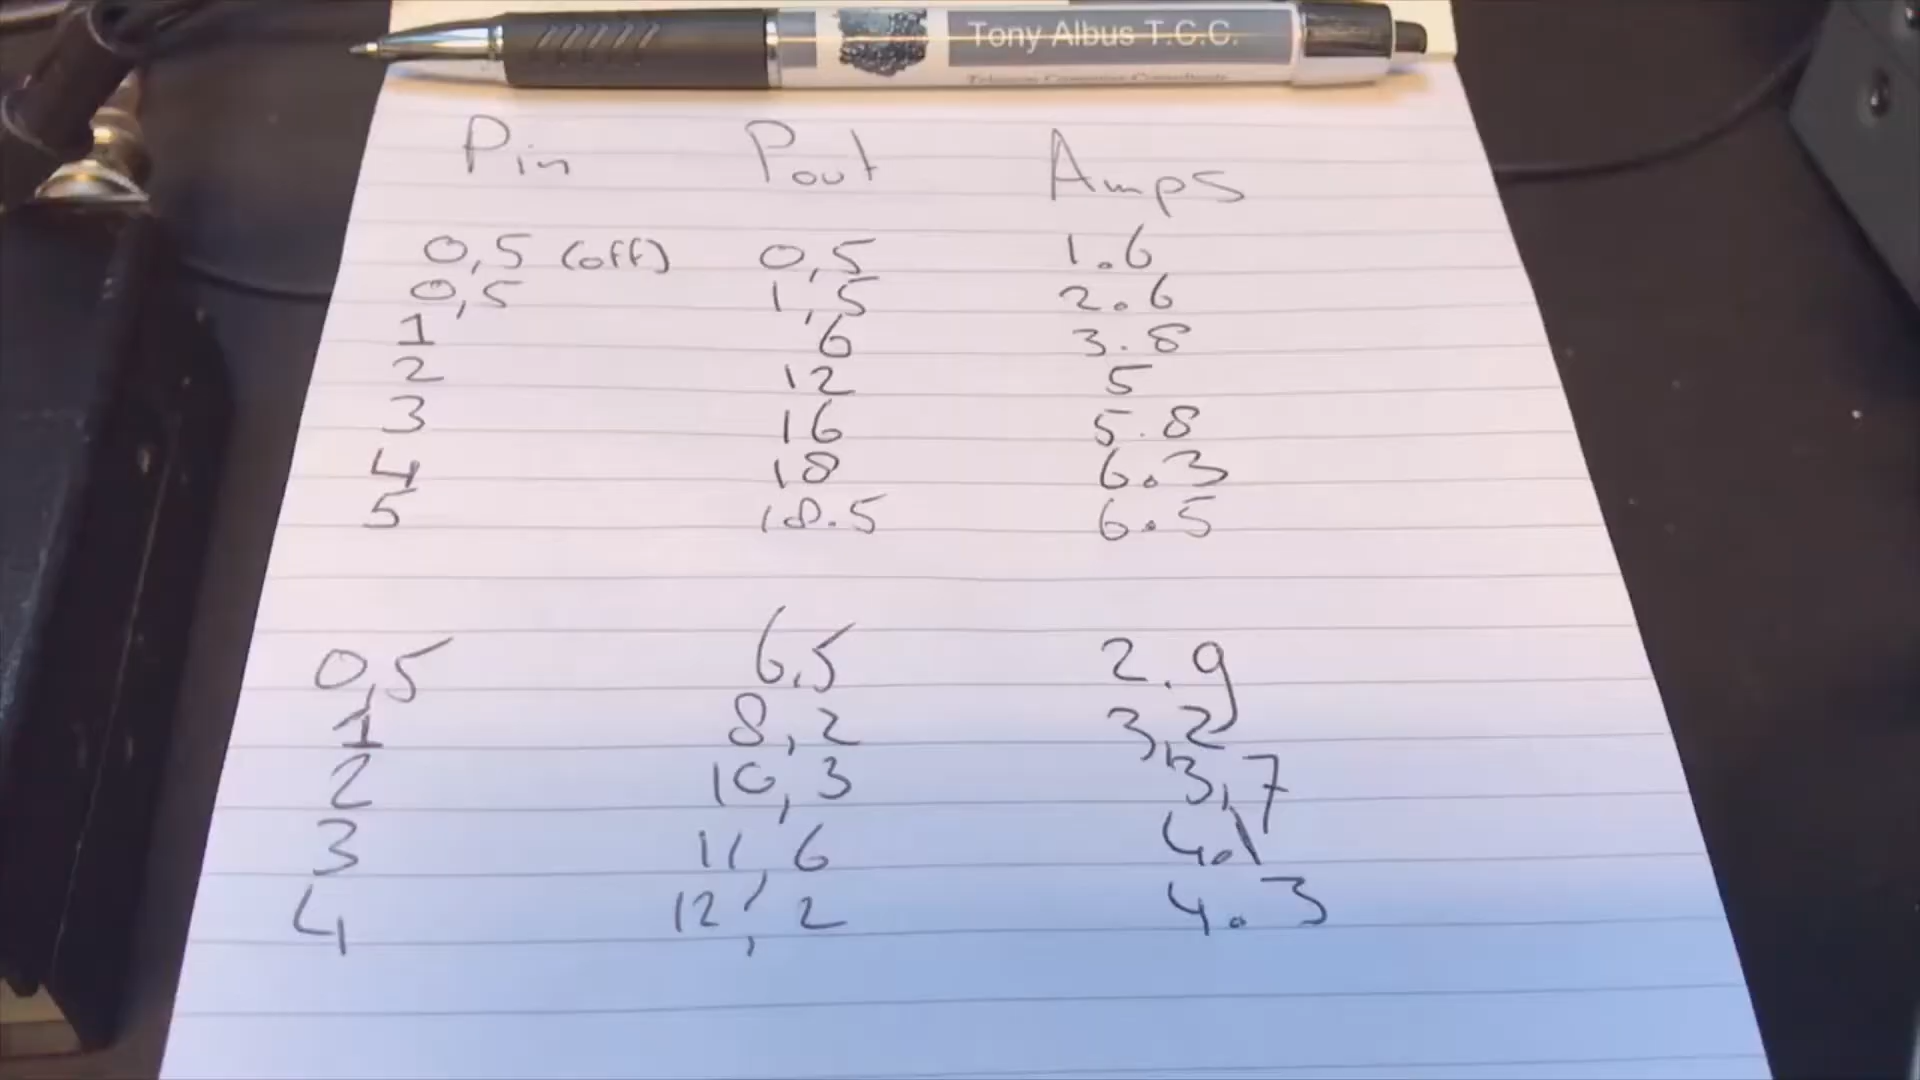 Tony Albus T.C.C.
Telecom Computer Consultants
Pin Pout Amps
0,5 (off) 0,5 1.6
0,5 1,5 2.6
1 6 3.8
2 12 5
3 16 5.8
4 18 6.3
5 18.5 6.5
0,5 6,5 2.9
1 8,2 3,2
2 10,3 3,7
3 11,6 4.1
4 12,2 4.3